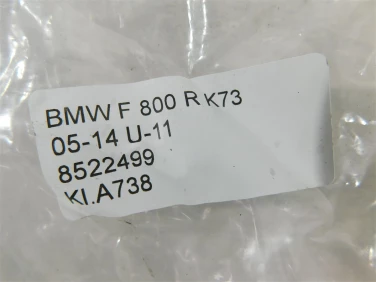 BMW F 800 R K73
05-14 U-11
8522499
KI.A738